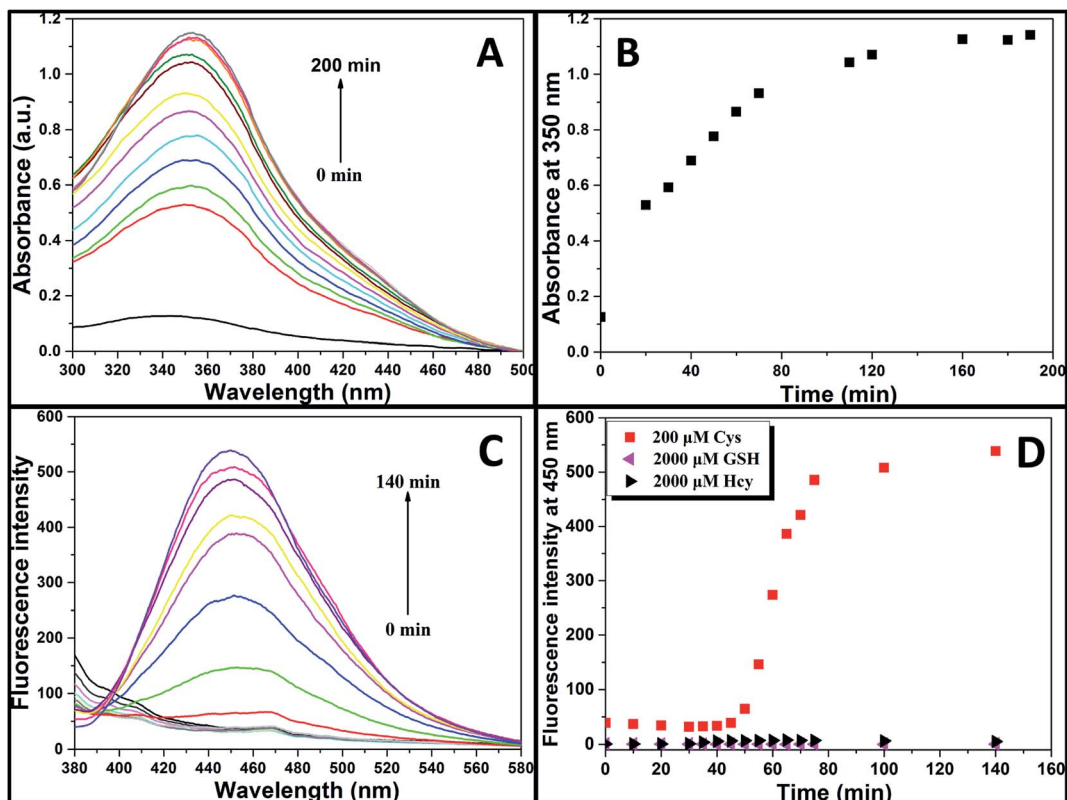 A
200 min
0 min
Absorbance (a.u.)
1.2
1.0
0.8
0.6
0.4
0.2
0.0
300 320 340 360 380 400 420 440 460 480 500
Wavelength (nm)
B
Absorbance at 350 nm
1.2
1.0
0.8
0.6
0.4
0.2
0.0
0 40 80 120 160 200
Time (min)
C
140 min
0 min
Fluorescence intensity
600
500
400
300
200
100
0
380 400 420 440 460 480 500 520 540 560 580
Wavelength (nm)
D
200 μM Cys
2000 μM GSH
2000 μM Hcy
Fluorescence intensity at 450 nm
600
500
400
300
200
100
50
0
0 20 40 60 80 100 120 140 160
Time (min)